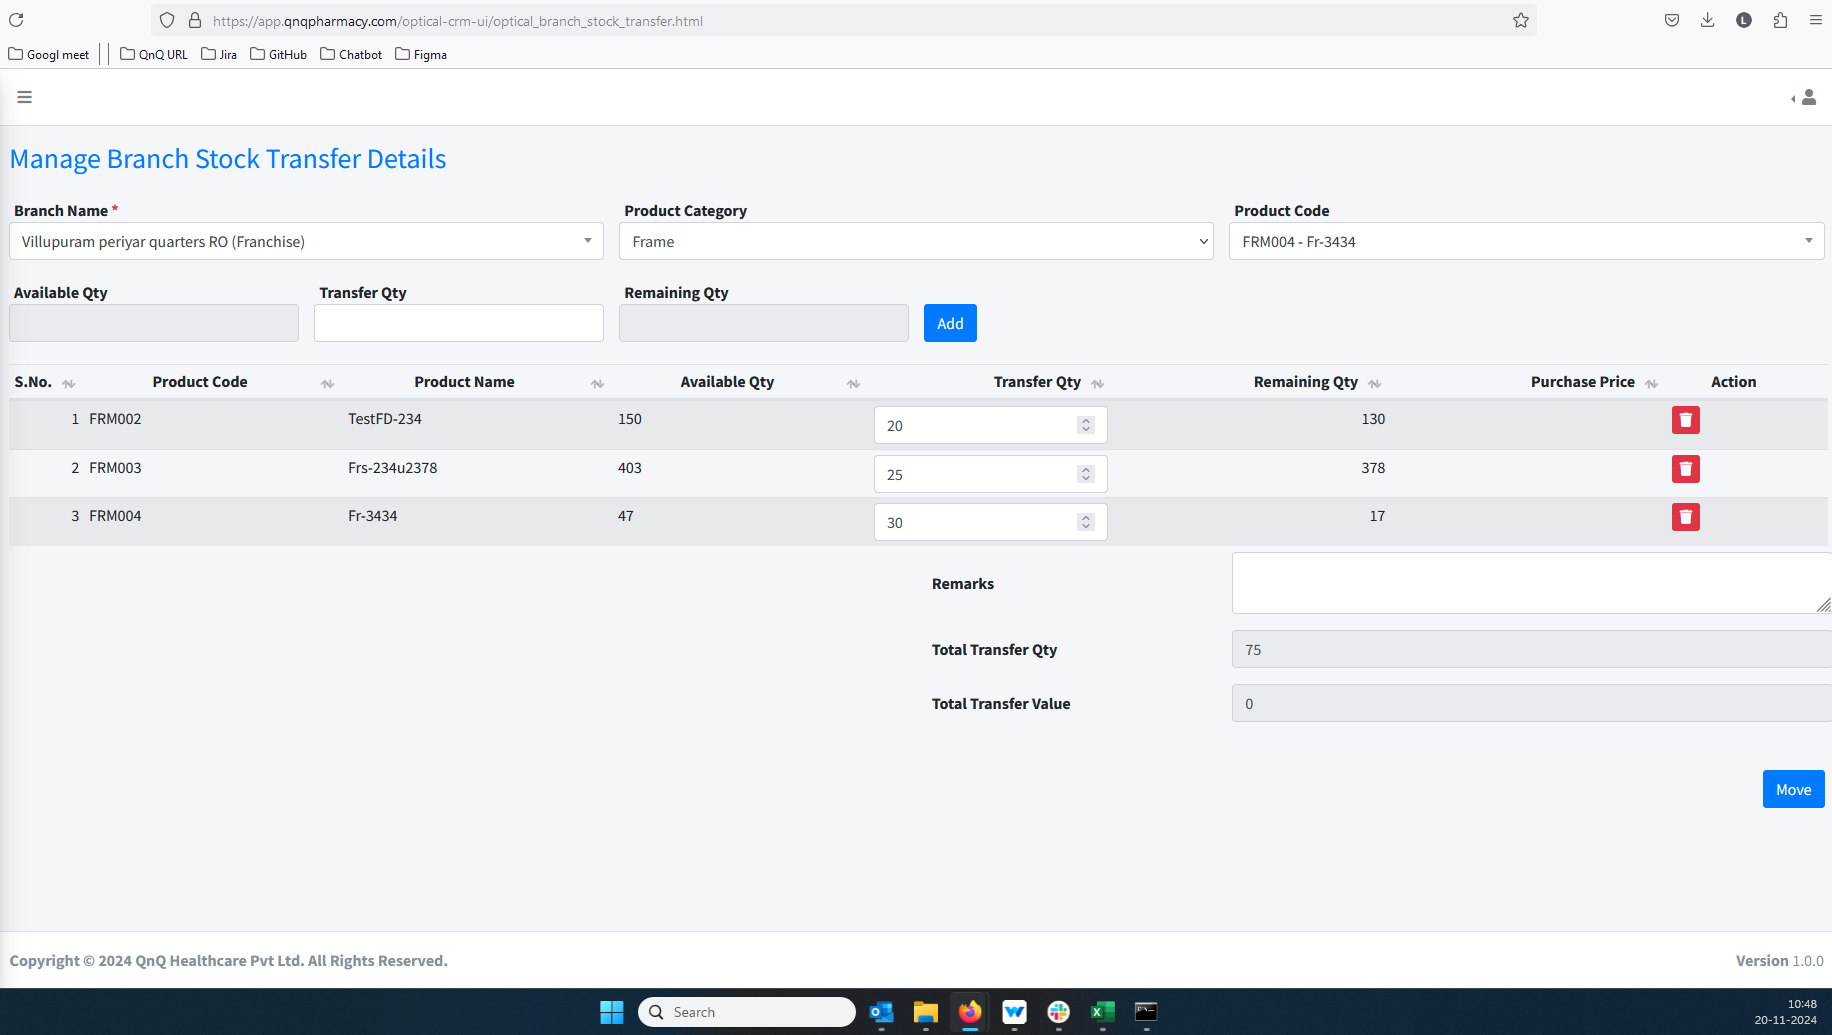 https://app.qnqpharmacy.com/optical-crm-ui/optical_branch_stock_transfer.html
L
Googl meet QnQ URL Jira GitHub Chatbot Figma
Manage Branch Stock Transfer Details
Branch Name * Product Category Product Code
Villupuram periyar quarters RO (Franchise) Frame FRM004 - Fr-3434
Available Qty Transfer Qty Remaining Qty
Add
S.No. Product Code Product Name Available Qty Transfer Qty Remaining Qty Purchase Price Action
1 FRM002 TestFD-234 150 20 130
2 FRM003 Frs-234u2378 403 25 378
3 FRM004 Fr-3434 47 30 17
Remarks
Total Transfer Qty 75
Total Transfer Value 0
Move
Copyright © 2024 QnQ Healthcare Pvt Ltd. All Rights Reserved. Version 1.0.0
Search
10:48
20-11-2024